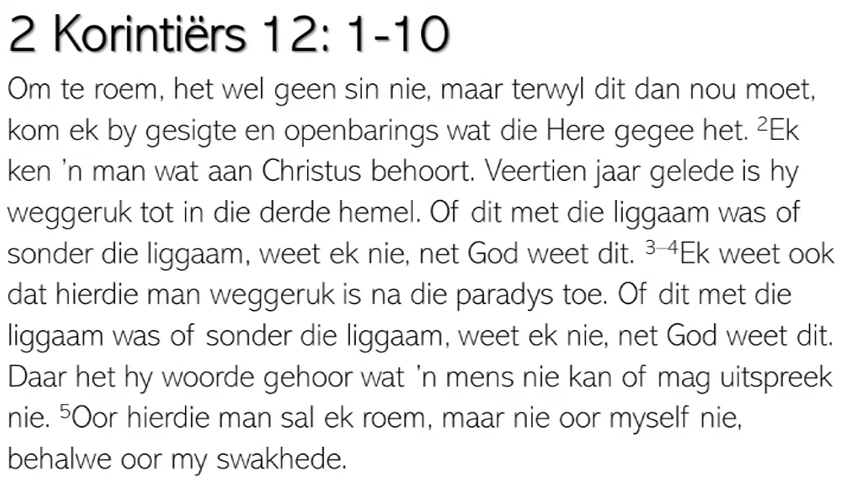 2 Korintiërs 12: 1-10
Om te roem, het wel geen sin nie, maar terwyl dit dan nou moet,
kom ek by gesigte en openbarings wat die Here gegee het. ²Ek
ken ’n man wat aan Christus behoort. Veertien jaar gelede is hy
weggeruk tot in die derde hemel. Of dit met die liggaam was of
sonder die liggaam, weet ek nie, net God weet dit. ³⁻⁴Ek weet ook
dat hierdie man weggeruk is na die paradys toe. Of dit met die
liggaam was of sonder die liggaam, weet ek nie, net God weet dit.
Daar het hy woorde gehoor wat ’n mens nie kan of mag uitspreek
nie. ⁵Oor hierdie man sal ek roem, maar nie oor myself nie,
behalwe oor my swakhede.